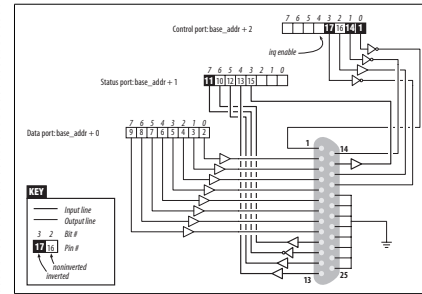 7 6 5 4 3 2 1 0
Control port: base_addr + 2
17 16 14 1
irq enable
7 6 5 4 3 2 1 0
Status port: base_addr + 1
11 10 12 13 15
7 6 5 4 3 2 1 0
Data port: base_addr + 0
9 8 7 6 5 4 3 2
1 14
KEY
Input line
Output line
3 2 Bit #
17 16 Pin #
noninverted
inverted
13 25